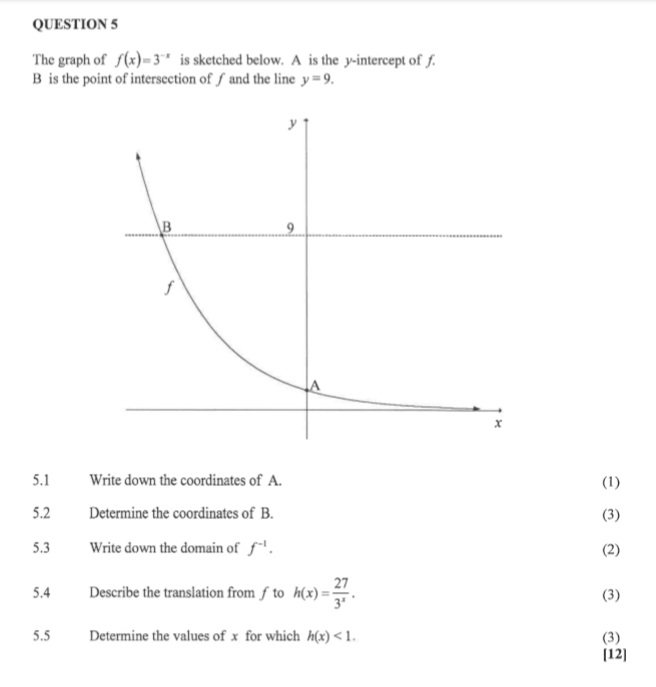 QUESTION 5
The graph of f(x)=3⁻ˣ is sketched below. A is the y-intercept of f.
B is the point of intersection of f and the line y=9.
y
B
9
f
A
x
5.1 Write down the coordinates of A. (1)
5.2 Determine the coordinates of B. (3)
5.3 Write down the domain of f⁻¹. (2)
5.4 Describe the translation from f to h(x)=27/3ˣ. (3)
5.5 Determine the values of x for which h(x)<1. (3)
[12]